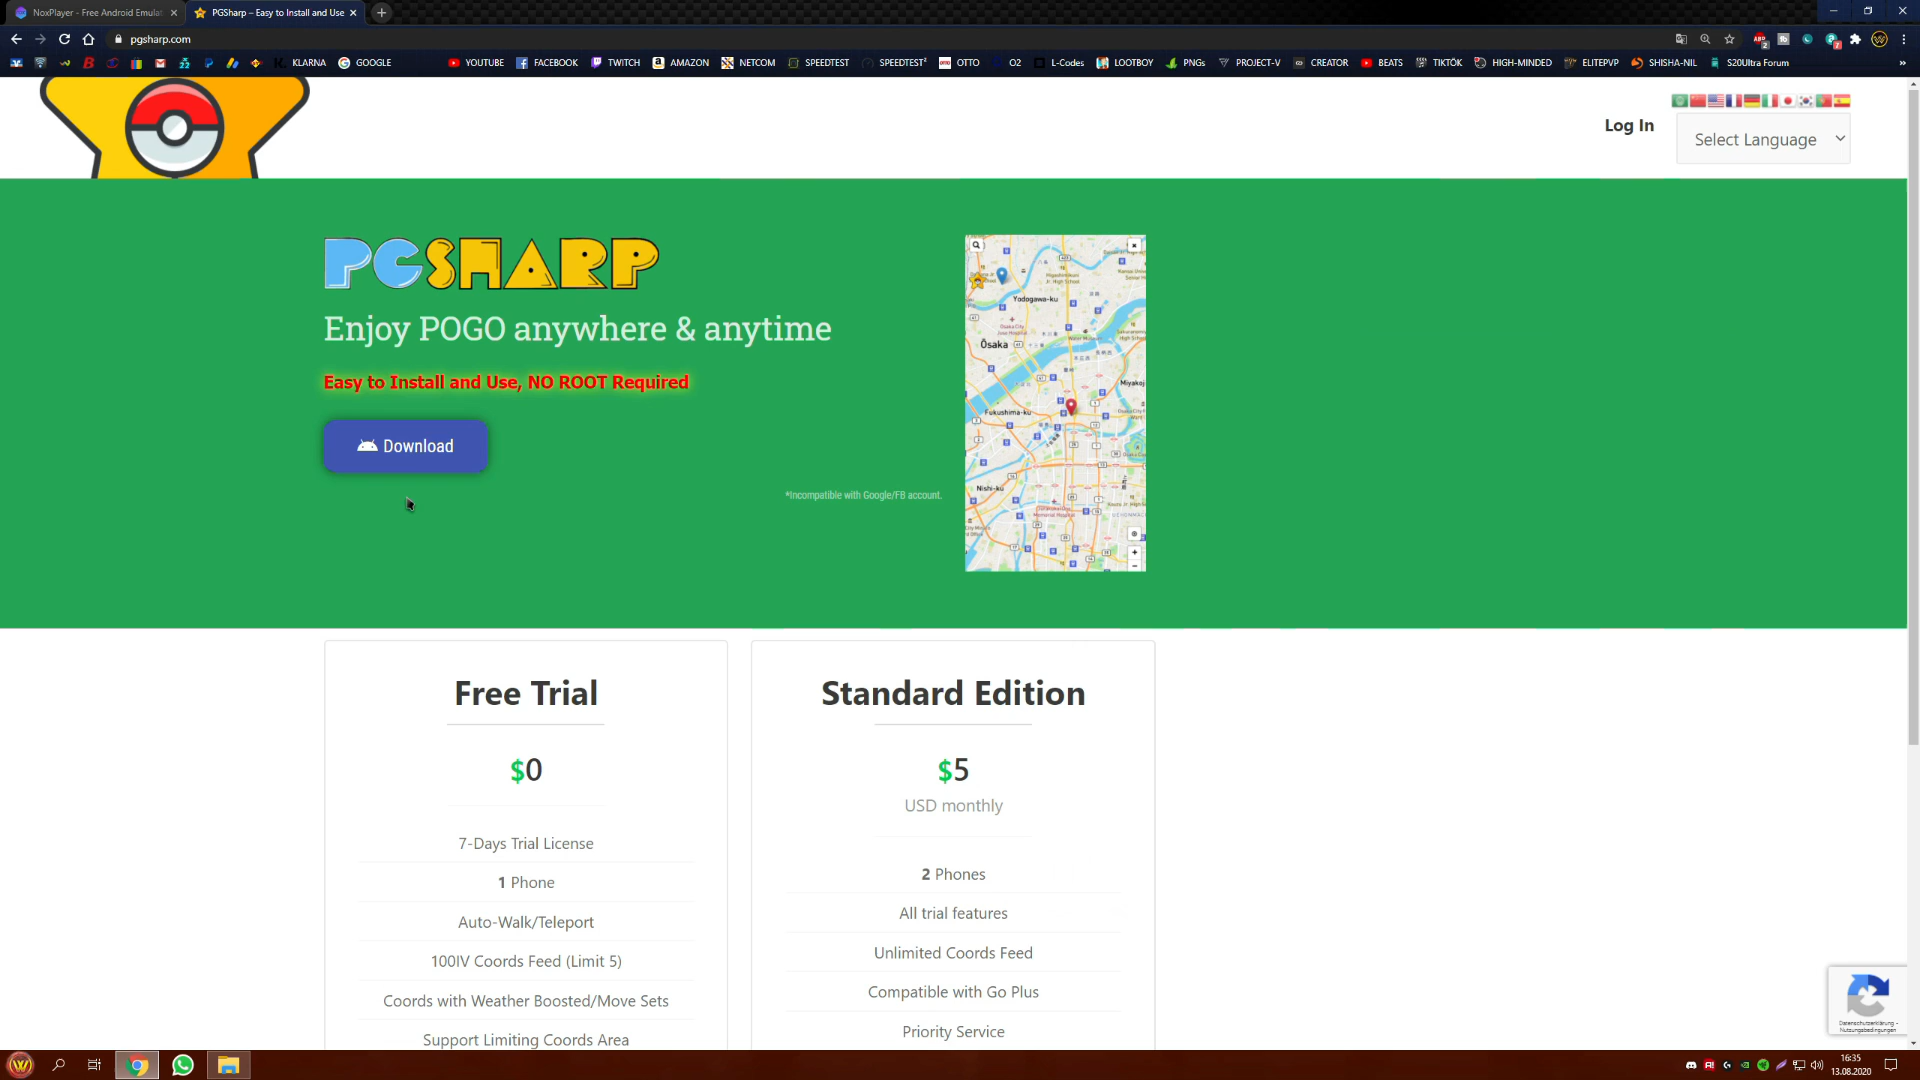 NoxPlayer - Free Android Emulat
PGSharp – Easy to Install and Use
pgsharp.com
KLARNA
GOOGLE
YOUTUBE
FACEBOOK
TWITCH
AMAZON
NETCOM
SPEEDTEST
SPEEDTEST²
OTTO
O2
L-Codes
LOOTBOY
PNGs
PROJECT-V
CREATOR
BEATS
TIKTOK
HIGH-MINDED
ELITEPVP
SHISHA-NIL
S20Ultra Forum
Log In
Select Language
PGSHARP
Enjoy POGO anywhere & anytime
Easy to Install and Use, NO ROOT Required
Download
*Incompatible with Google/FB account.
Yodogawa-ku
Ōsaka
Fukushima-ku
Miyakoj
Nishi-ku
Free Trial
$0
7-Days Trial License
1 Phone
Auto-Walk/Teleport
100IV Coords Feed (Limit 5)
Coords with Weather Boosted/Move Sets
Support Limiting Coords Area
Standard Edition
$5
USD monthly
2 Phones
All trial features
Unlimited Coords Feed
Compatible with Go Plus
Priority Service
Datenschutzerklärung -
Nutzungsbedingungen
16:35
13.08.2020